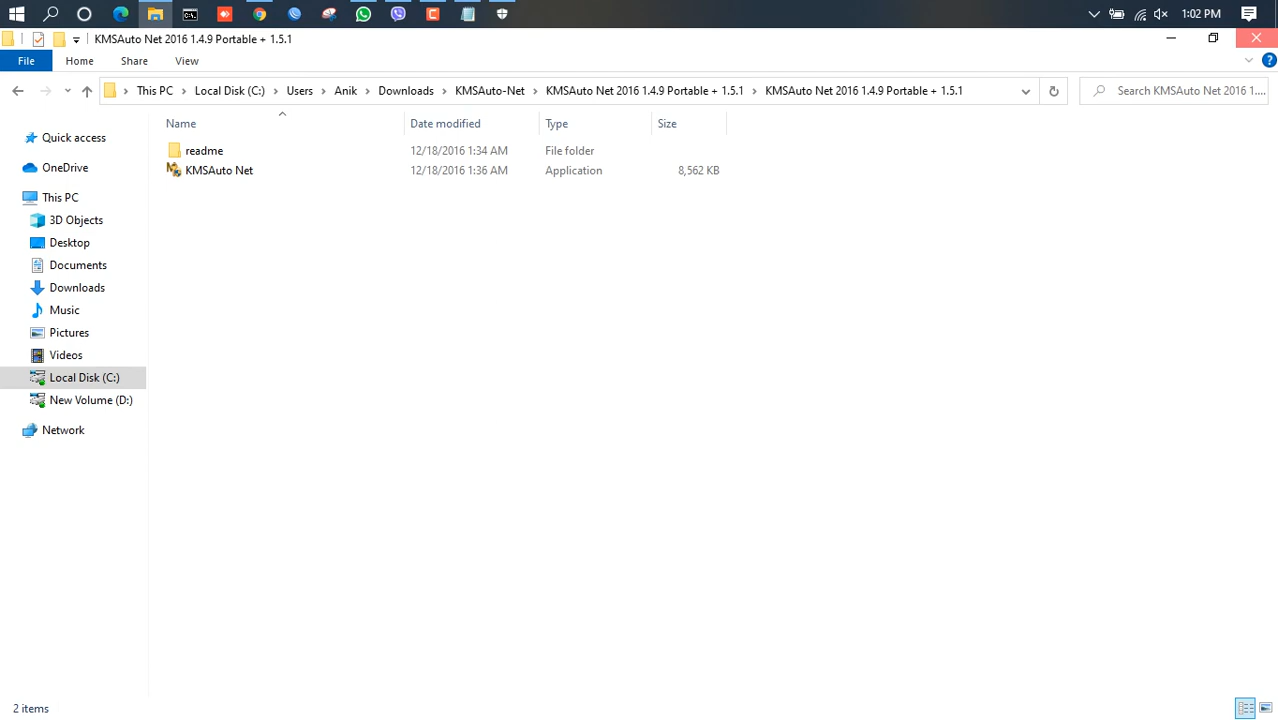 1:02 PM
KMSAuto Net 2016 1.4.9 Portable + 1.5.1
File Home Share View
This PC Local Disk (C:) Users Anik Downloads KMSAuto-Net KMSAuto Net 2016 1.4.9 Portable + 1.5.1 KMSAuto Net 2016 1.4.9 Portable + 1.5.1 Search KMSAuto Net 2016 1....
Name Date modified Type Size
Quick access
readme 12/18/2016 1:34 AM File folder
KMSAuto Net 12/18/2016 1:36 AM Application 8,562 KB
OneDrive
This PC
3D Objects
Desktop
Documents
Downloads
Music
Pictures
Videos
Local Disk (C:)
New Volume (D:)
Network
2 items